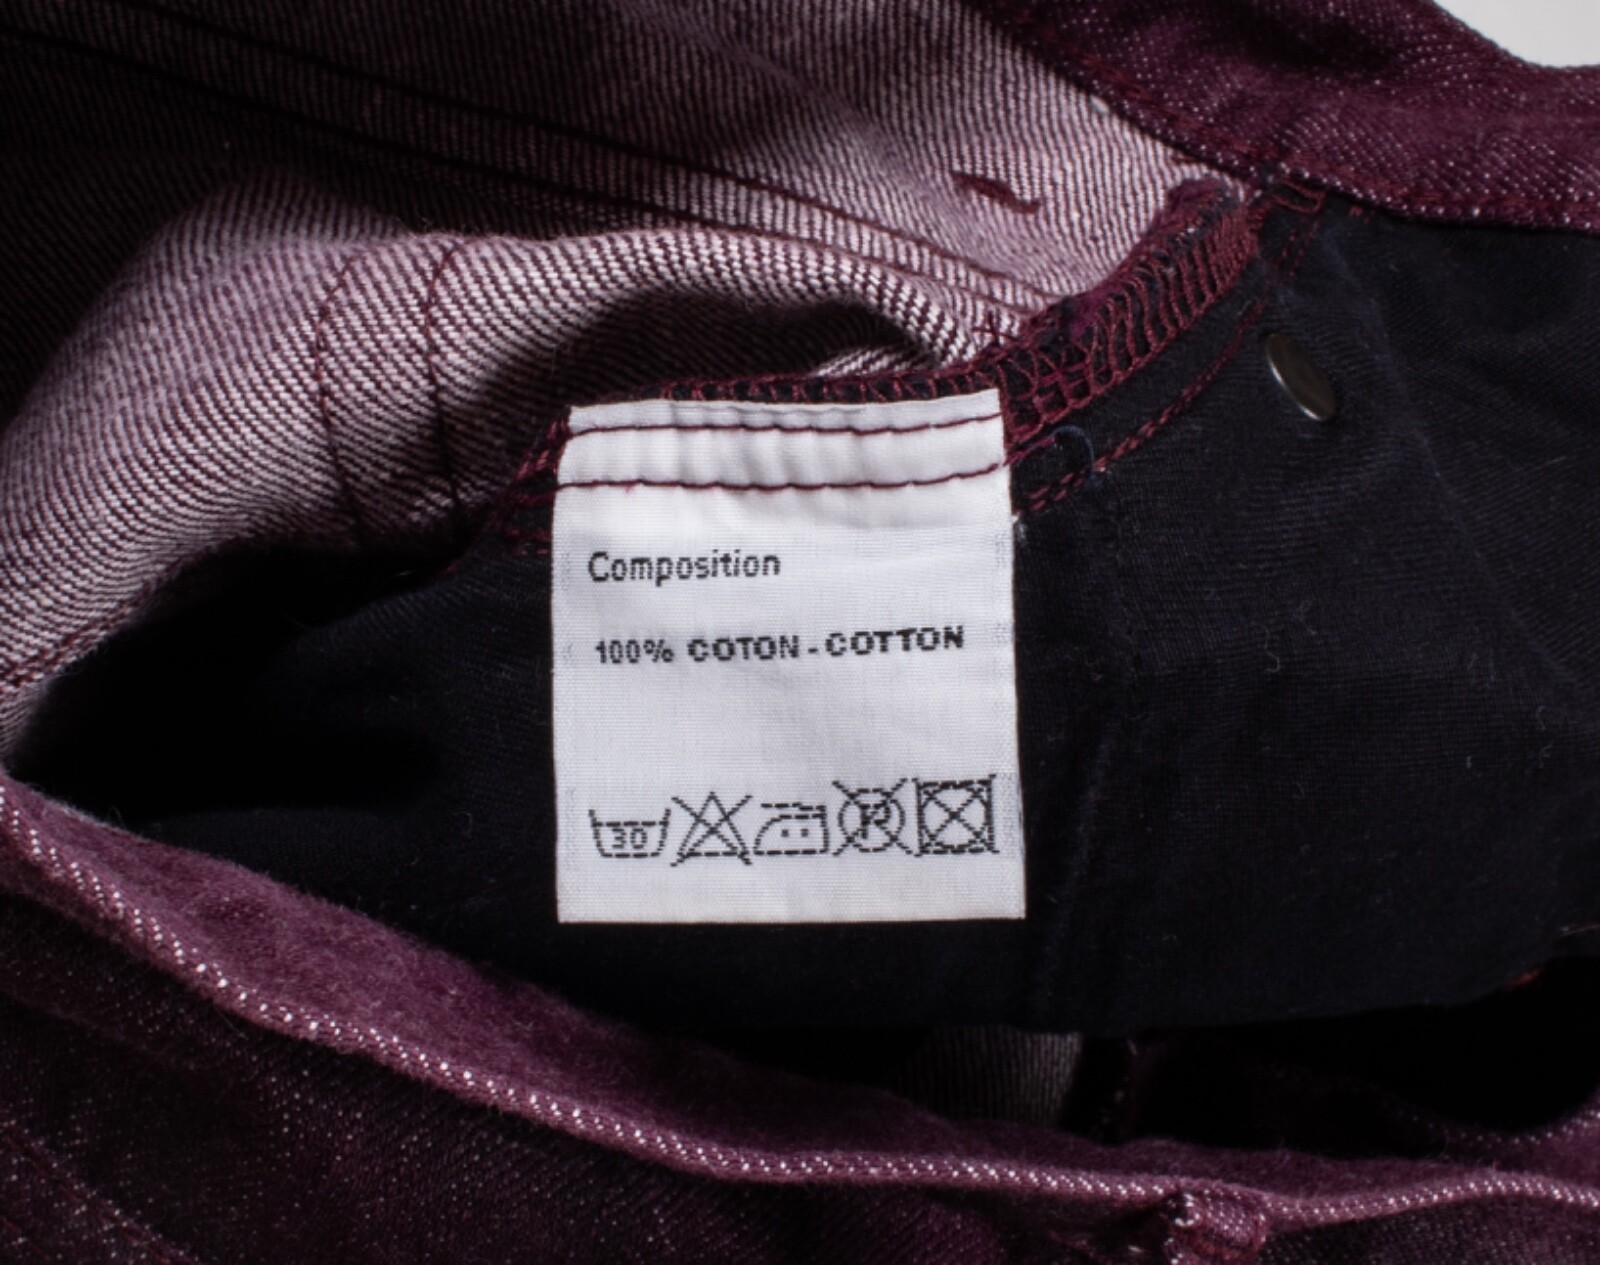 Composition
100% COTON - COTTON
30 P